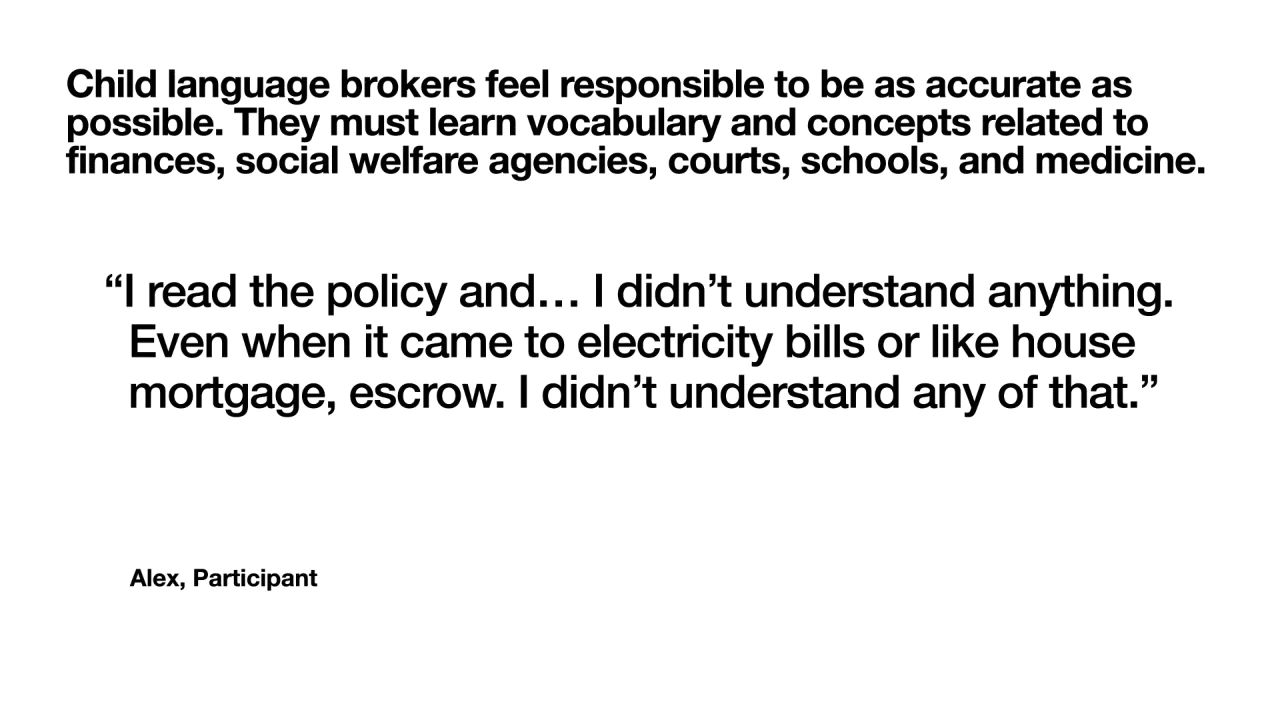 Child language brokers feel responsible to be as accurate as
possible. They must learn vocabulary and concepts related to
finances, social welfare agencies, courts, schools, and medicine.
“I read the policy and… I didn’t understand anything.
Even when it came to electricity bills or like house
mortgage, escrow. I didn’t understand any of that.”
Alex, Participant